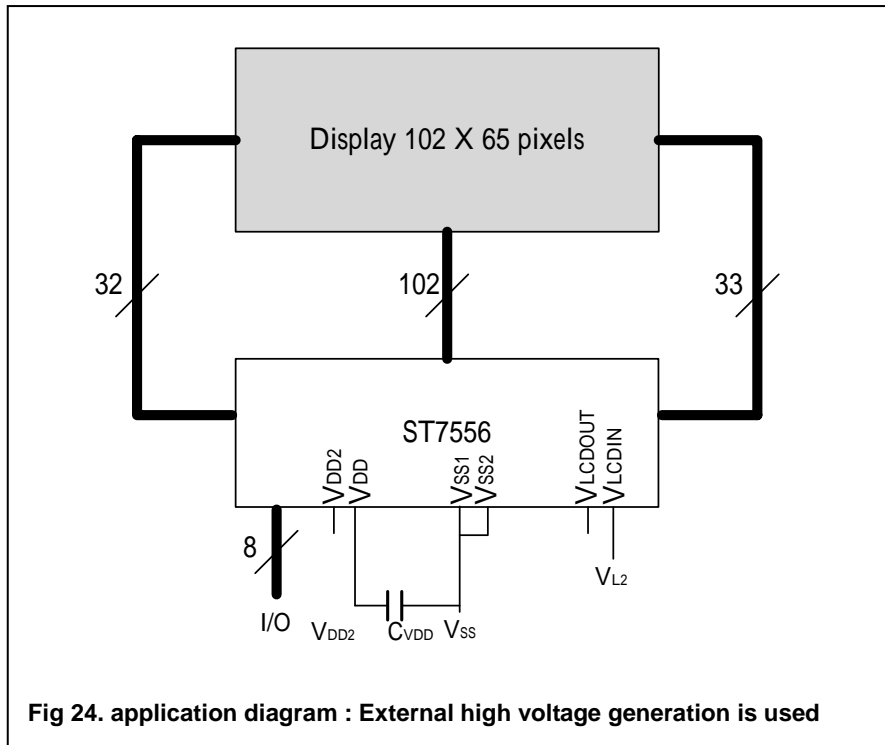 Display 102 X 65 pixels
32
102
33
ST7556
VDD2
VDD
VSS1
VSS2
VLCDOUT
VLCDIN
8
I/O
VDD2
CVDD
VSS
VL2
Fig 24. application diagram : External high voltage generation is used